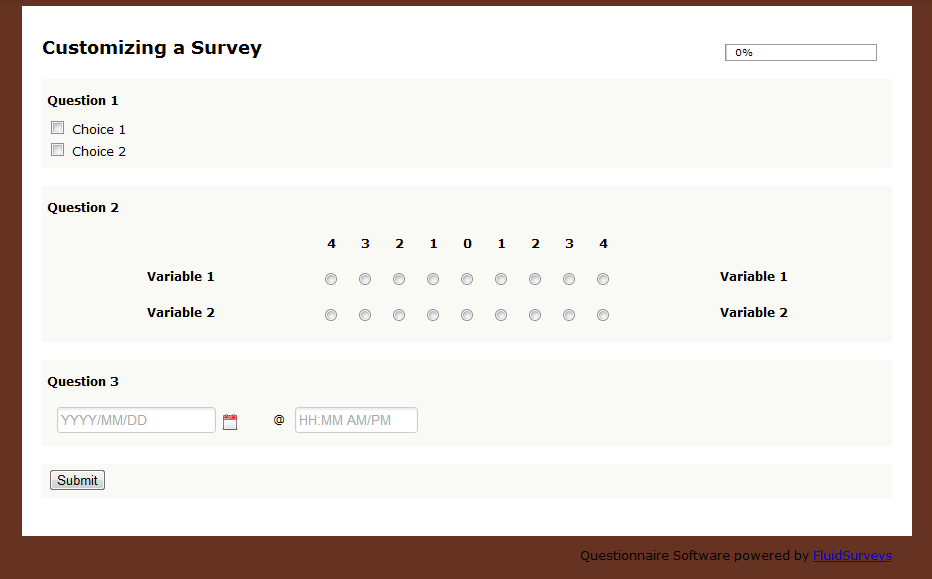 Customizing a Survey
0%
Question 1
Choice 1
Choice 2
Question 2
4 3 2 1 0 1 2 3 4
Variable 1 Variable 1
Variable 2 Variable 2
Question 3
YYYY/MM/DD @ HH:MM AM/PM
Submit
Questionnaire Software powered by FluidSurveys